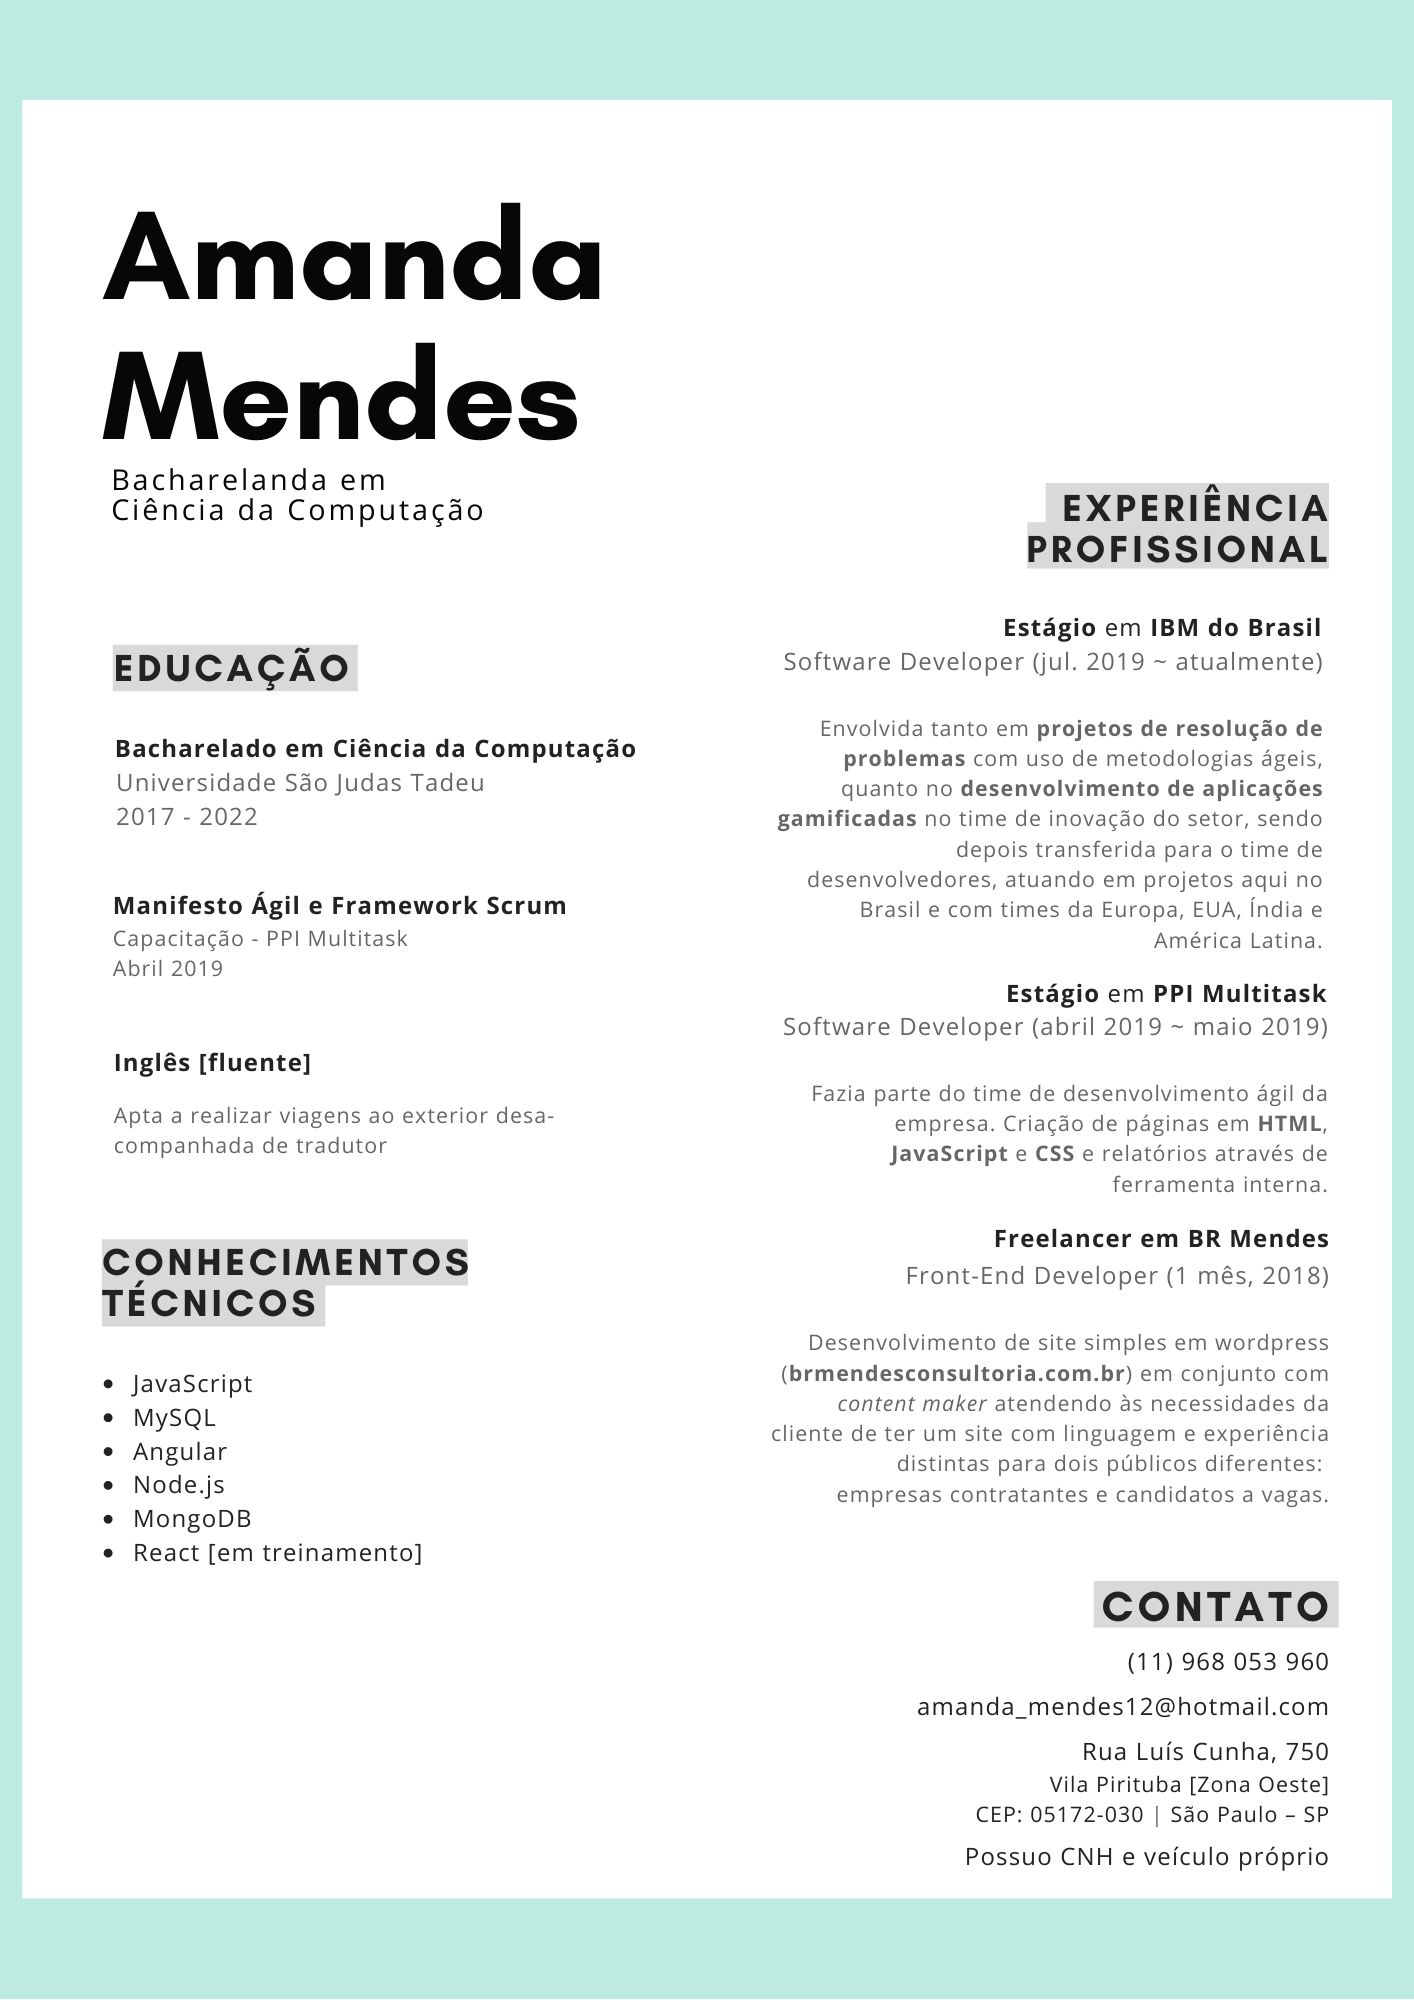 Amanda
Mendes
Bacharelanda em
Ciência da Computação
EDUCAÇÃO
Bacharelado em Ciência da Computação
Universidade São Judas Tadeu
2017 - 2022
Manifesto Ágil e Framework Scrum
Capacitação - PPI Multitask
Abril 2019
Inglês [fluente]
Apta a realizar viagens ao exterior desa-
companhada de tradutor
CONHECIMENTOS
TÉCNICOS
• JavaScript
• MySQL
• Angular
• Node.js
• MongoDB
• React [em treinamento]
EXPERIÊNCIA
PROFISSIONAL
Estágio em IBM do Brasil
Software Developer (jul. 2019 ~ atualmente)
Envolvida tanto em projetos de resolução de
problemas com uso de metodologias ágeis,
quanto no desenvolvimento de aplicações
gamificadas no time de inovação do setor, sendo
depois transferida para o time de
desenvolvedores, atuando em projetos aqui no
Brasil e com times da Europa, EUA, Índia e
América Latina.
Estágio em PPI Multitask
Software Developer (abril 2019 ~ maio 2019)
Fazia parte do time de desenvolvimento ágil da
empresa. Criação de páginas em HTML,
JavaScript e CSS e relatórios através de
ferramenta interna.
Freelancer em BR Mendes
Front-End Developer (1 mês, 2018)
Desenvolvimento de site simples em wordpress
(brmendesconsultoria.com.br) em conjunto com
content maker atendendo às necessidades da
cliente de ter um site com linguagem e experiência
distintas para dois públicos diferentes:
empresas contratantes e candidatos a vagas.
CONTATO
(11) 968 053 960
amanda_mendes12@hotmail.com
Rua Luís Cunha, 750
Vila Pirituba [Zona Oeste]
CEP: 05172-030 | São Paulo – SP
Possuo CNH e veículo próprio